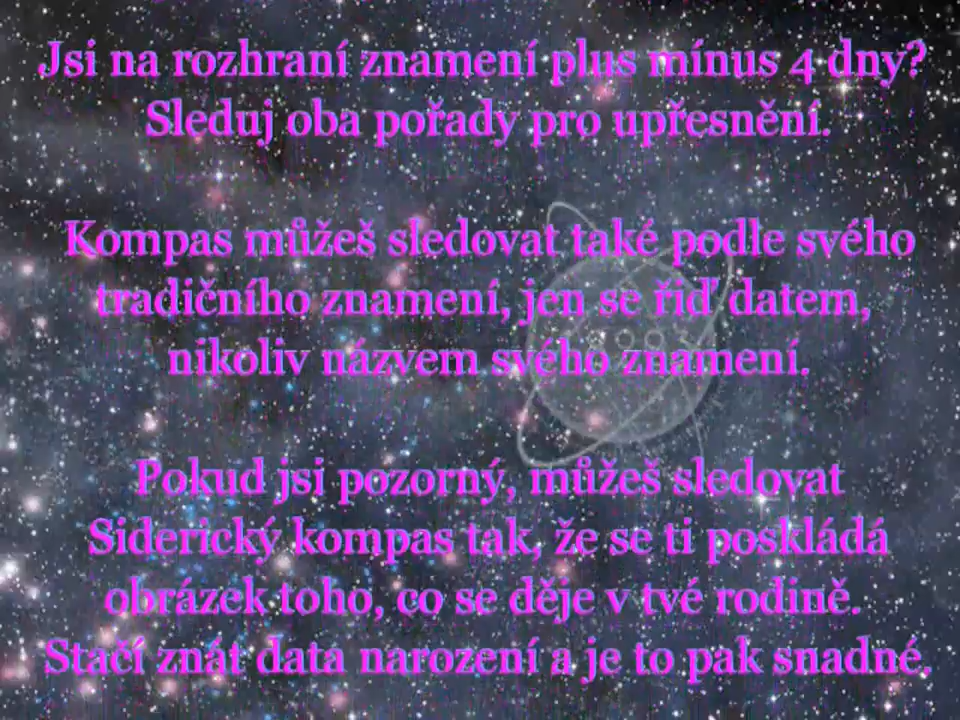 Jsi na rozhraní znamení plus mínus 4 dny?
Sleduj oba pořady pro upřesnění.
Kompas můžeš sledovat také podle svého
tradičního znamení, jen se řiď datem,
nikoliv názvem svého znamení.
Pokud jsi pozorný, můžeš sledovat
Siderický kompas tak, že se ti poskládá
obrázek toho, co se děje v tvé rodině.
Stačí znát data narození a je to pak snadné.